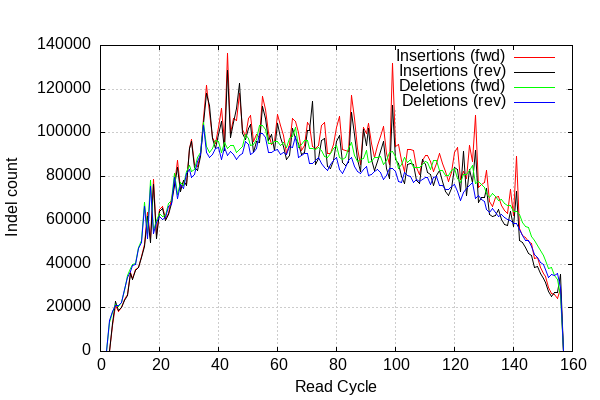 140000
120000
100000
80000
60000
40000
20000
0
Indel count
Insertions (fwd)
Insertions (rev)
Deletions (fwd)
Deletions (rev)
0 20 40 60 80 100 120 140 160
Read Cycle